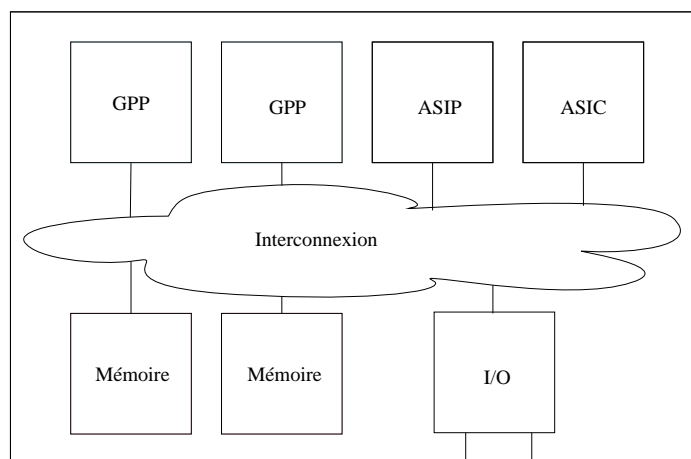 GPP
GPP
ASIP
ASIC
Interconnexion
Mémoire
Mémoire
I/O